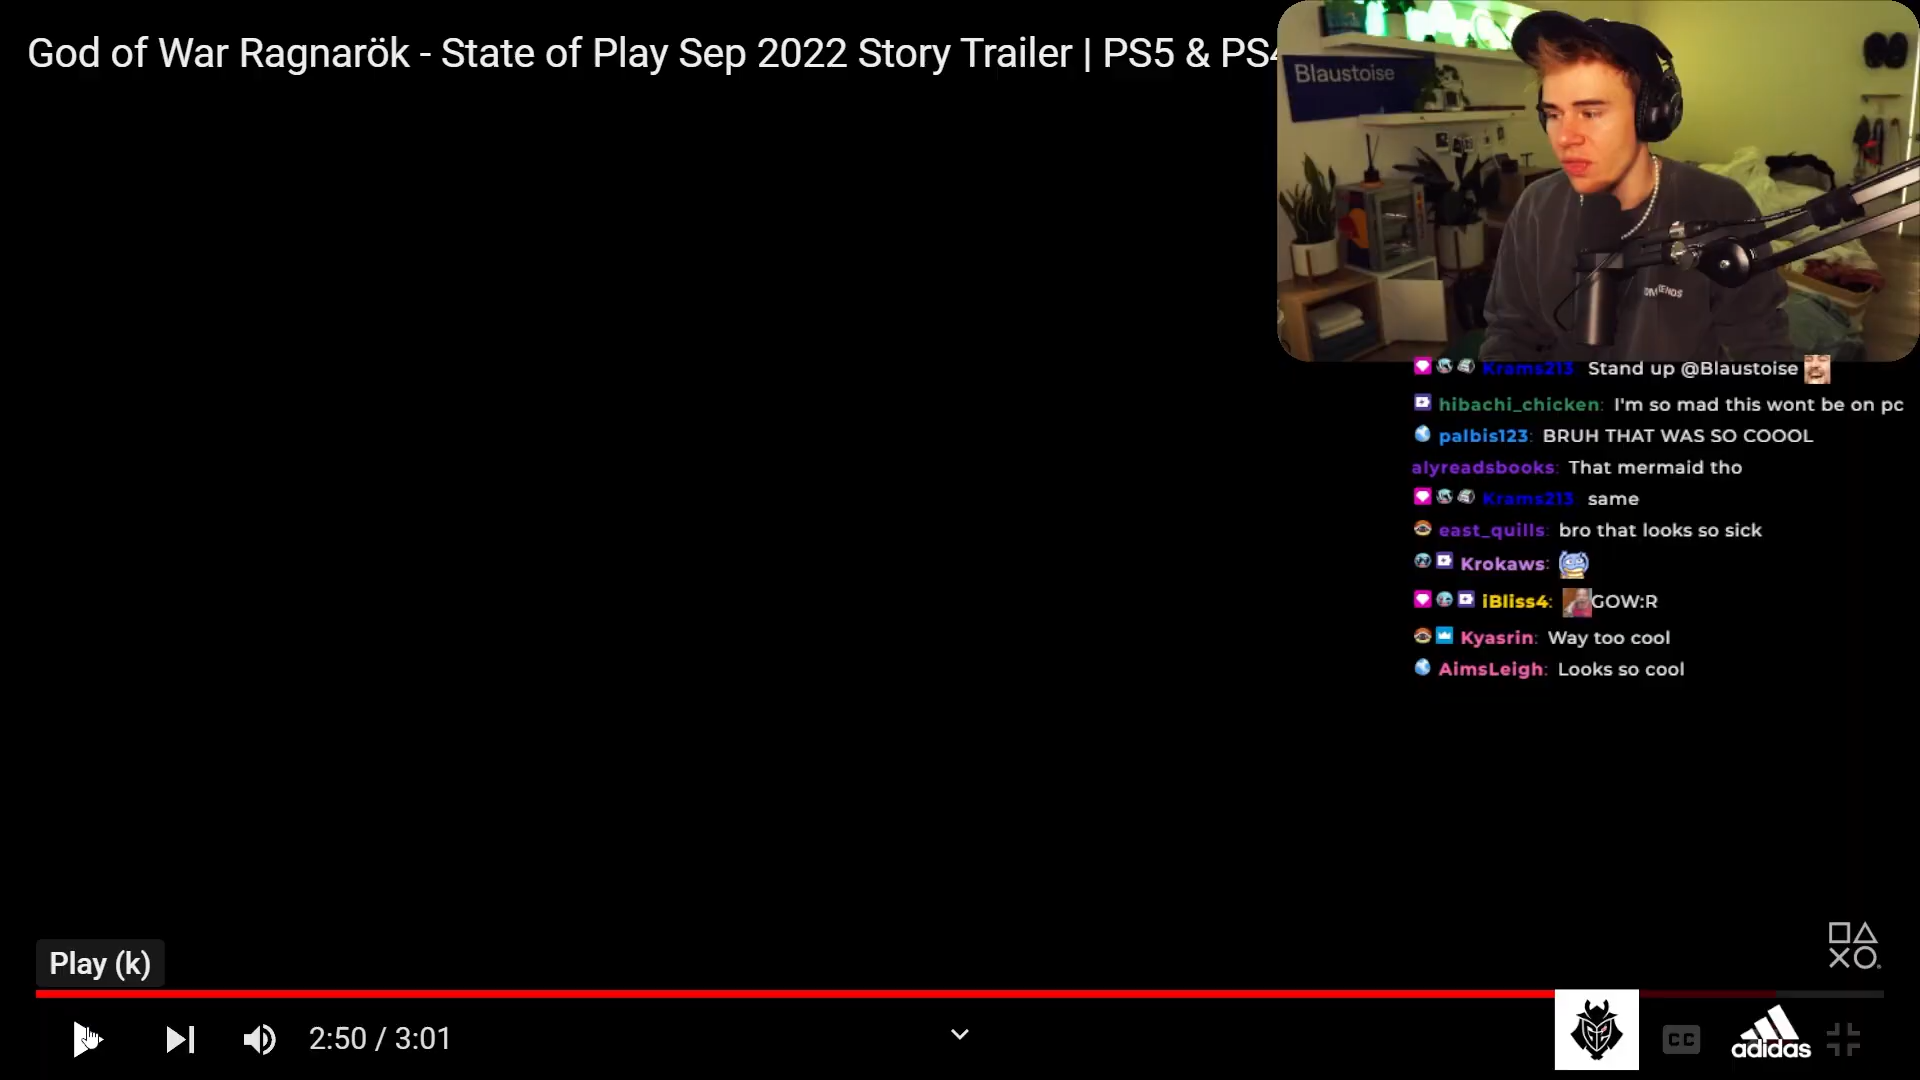 God of War Ragnarök - State of Play Sep 2022 Story Trailer | PS5 & PS4
Blaustoise
Krams213 Stand up @Blaustoise
hibachi_chicken: I'm so mad this wont be on pc
palbis123: BRUH THAT WAS SO COOOL
alyreadsbooks: That mermaid tho
Krams213 same
east_quills: bro that looks so sick
Krokaws:
iBliss4: GOW:R
Kyasrin: Way too cool
AimsLeigh: Looks so cool
Play (k)
2:50 / 3:01
CC
adidas